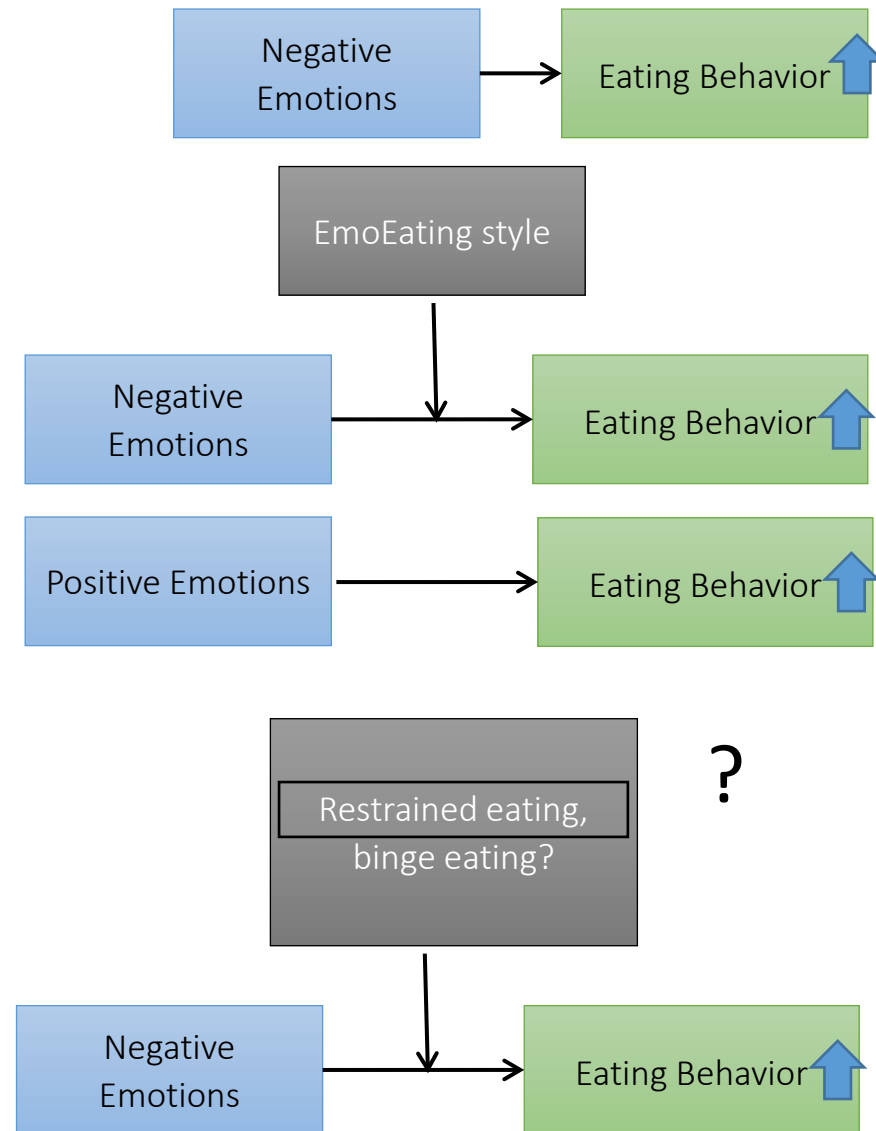 Negative
Emotions
Eating Behavior
EmoEating style
Negative
Emotions
Eating Behavior
Positive Emotions
Eating Behavior
?
Restrained eating,
binge eating?
Negative
Emotions
Eating Behavior